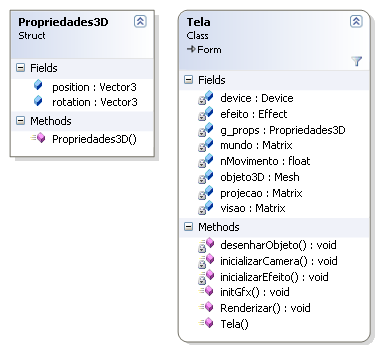 Propriedades3D
Struct
Fields
position : Vector3
rotation : Vector3
Methods
Propriedades3D()
Tela
Class
Form
Fields
device : Device
efeito : Effect
g_props : Propriedades3D
mundo : Matrix
nMovimento : float
objeto3D : Mesh
projecao : Matrix
visao : Matrix
Methods
desenharObjeto() : void
inicializarCamera() : void
inicializarEfeito() : void
initGfx() : void
Renderizar() : void
Tela()